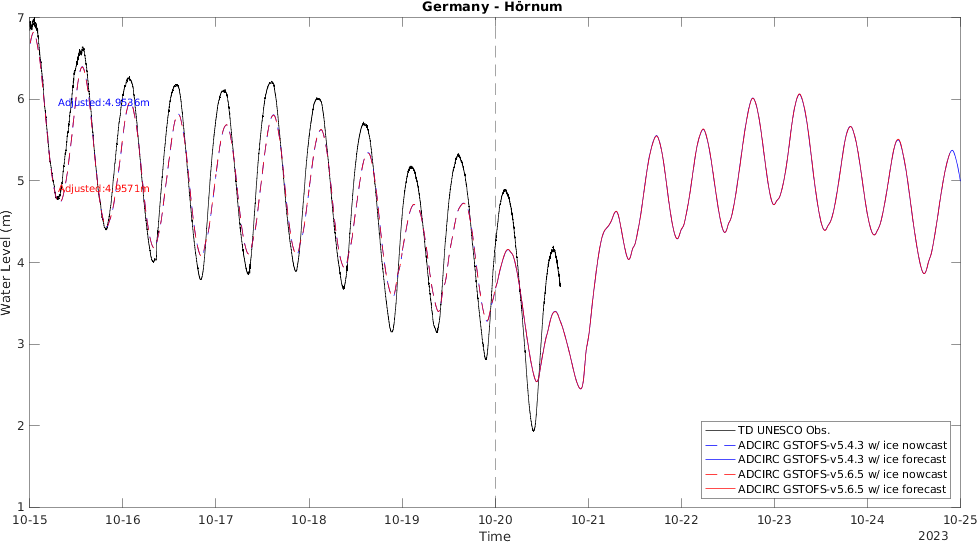 Germany - Hörnum
7
6
5
4
3
2
1
Water Level (m)
Adjusted:4.9536m
Adjusted:4.9571m
TD UNESCO Obs.
ADCIRC GSTOFS-v5.4.3 w/ ice nowcast
ADCIRC GSTOFS-v5.4.3 w/ ice forecast
ADCIRC GSTOFS-v5.6.5 w/ ice nowcast
ADCIRC GSTOFS-v5.6.5 w/ ice forecast
10-15 10-16 10-17 10-18 10-19 10-20 10-21 10-22 10-23 10-24 10-25
Time
2023